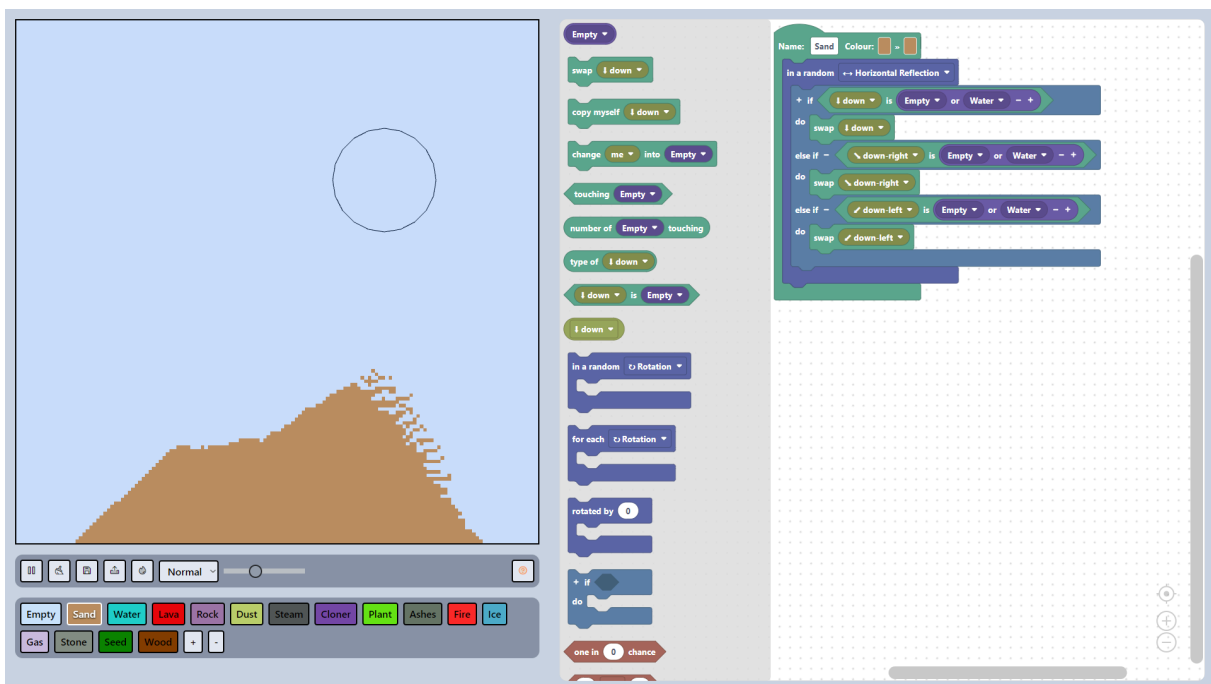 Normal
Empty Sand Water Lava Rock Dust Steam Cloner Plant Ashes Fire Ice
Gas Stone Seed Wood + -
Empty
swap down
copy myself down
change me into Empty
touching Empty
number of Empty touching
type of down
down is Empty
down
in a random Rotation
for each Rotation
rotated by 0
+ if
do
one in 0 chance
Name: Sand Colour: -
in a random Horizontal Reflection
+ if down is Empty or Water - +
do
swap down
else if - down-right is Empty or Water - +
do
swap down-right
else if - down-left is Empty or Water - +
do
swap down-left